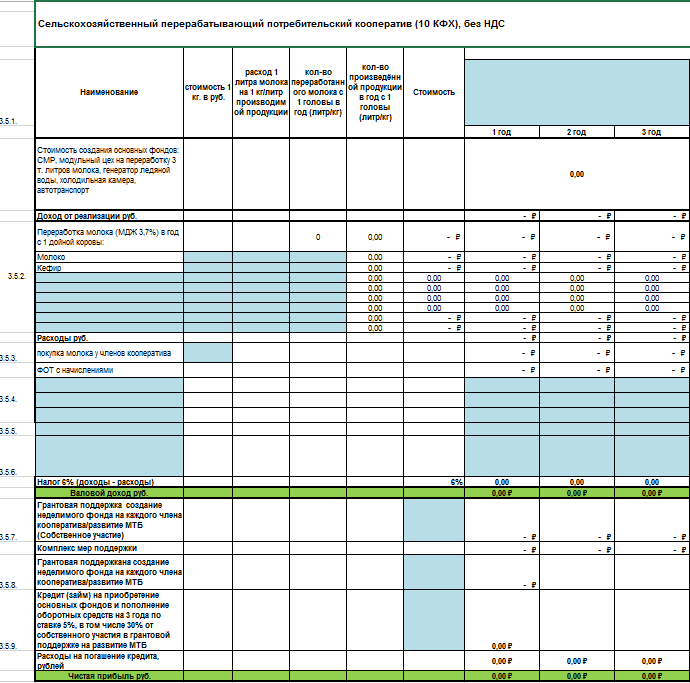 Сельскохозяйственный перерабатывающий потребительский кооператив (10 КФХ), без НДС
3.5.1.
Наименование
стоимость 1
кг. в руб.
расход 1
литра молока
на 1 кг/литр
производим
ой продукции
кол-во
переработанн
ого молока с
1 головы в
год (литр/кг)
кол-во
произведённ
ой продукции
в год с 1
головы
(литр/кг)
Стоимость
1 год 2 год 3 год
Стоимость создания основных фондов:
СМР, модульный цех на переработку 3
т. литров молока, генератор ледяной
воды, холодильная камера,
автотранспорт
0,00
Доход от реализации руб. - ₽ - ₽ - ₽
Переработка молока (МДЖ 3,7%) в год
с 1 дойной коровы:
0 0,00 - ₽ - ₽ - ₽ - ₽
Молоко 0,00 - ₽ - ₽ - ₽ - ₽
Кефир 0,00 - ₽ - ₽ - ₽ - ₽
3.5.2.
0,00 0,00 0,00 0,00 0,00
0,00 0,00 0,00 0,00 0,00
0,00 0,00 0,00 0,00 0,00
0,00 0,00 0,00 0,00 0,00
0,00 - ₽ - ₽ - ₽ - ₽
0,00 - ₽ - ₽ - ₽ - ₽
Расходы руб. - ₽ - ₽ - ₽
3.5.3.
покупка молока у членов кооператива - ₽ - ₽ - ₽
ФОТ с начислениями - ₽ - ₽ - ₽
3.5.4.
3.5.5.
3.5.6.
Налог 6% (доходы - расходы) 6% 0,00 0,00 0,00
Валовой доход руб. 0,00 ₽ 0,00 ₽ 0,00 ₽
3.5.7.
Грантовая поддержка создание
неделимого фонда на каждого члена
кооператива/развитие МТБ
(Собственное участие)
- ₽ - ₽ - ₽
Комплекс мер поддержки - ₽ - ₽ - ₽
3.5.8.
Грантовая поддержкана создание
неделимого фонда на каждого члена
кооператива/развитие МТБ
- ₽
3.5.9.
Кредит (займ) на приобретение
основных фондов и пополнение
оборотных средств на 3 года по
ставке 5%, в том числе 30% от
собственного участия в грантовой
поддержке на развитие МТБ
0,00 ₽
Расходы на погашение кредита,
рублей
0,00 ₽ 0,00 ₽ 0,00 ₽
Чистая прибыль руб. 0,00 ₽ 0,00 ₽ 0,00 ₽